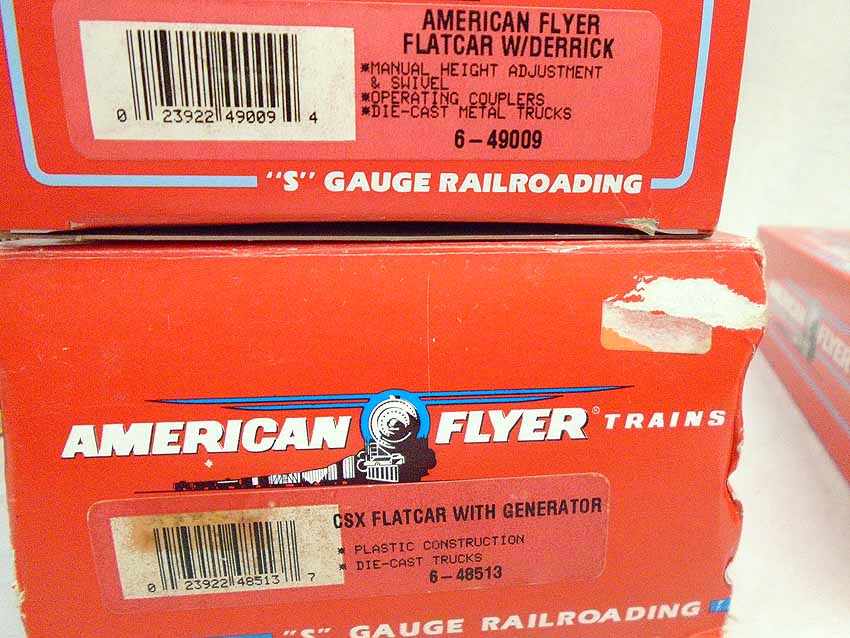 AMERICAN FLYER
FLATCAR W/DERRICK
*MANUAL HEIGHT ADJUSTMENT
& SWIVEL
*OPERATING COUPLERS
*DIE-CAST METAL TRUCKS
6-49009
0 23922 49009 4
"S" GAUGE RAILROADING
AMERICAN FLYER® TRAINS
CSX FLATCAR WITH GENERATOR
* PLASTIC CONSTRUCTION
* DIE-CAST TRUCKS
6-48513
0 23922 48513 7
"S" GAUGE RAILROADING
AMERICAN FLYER